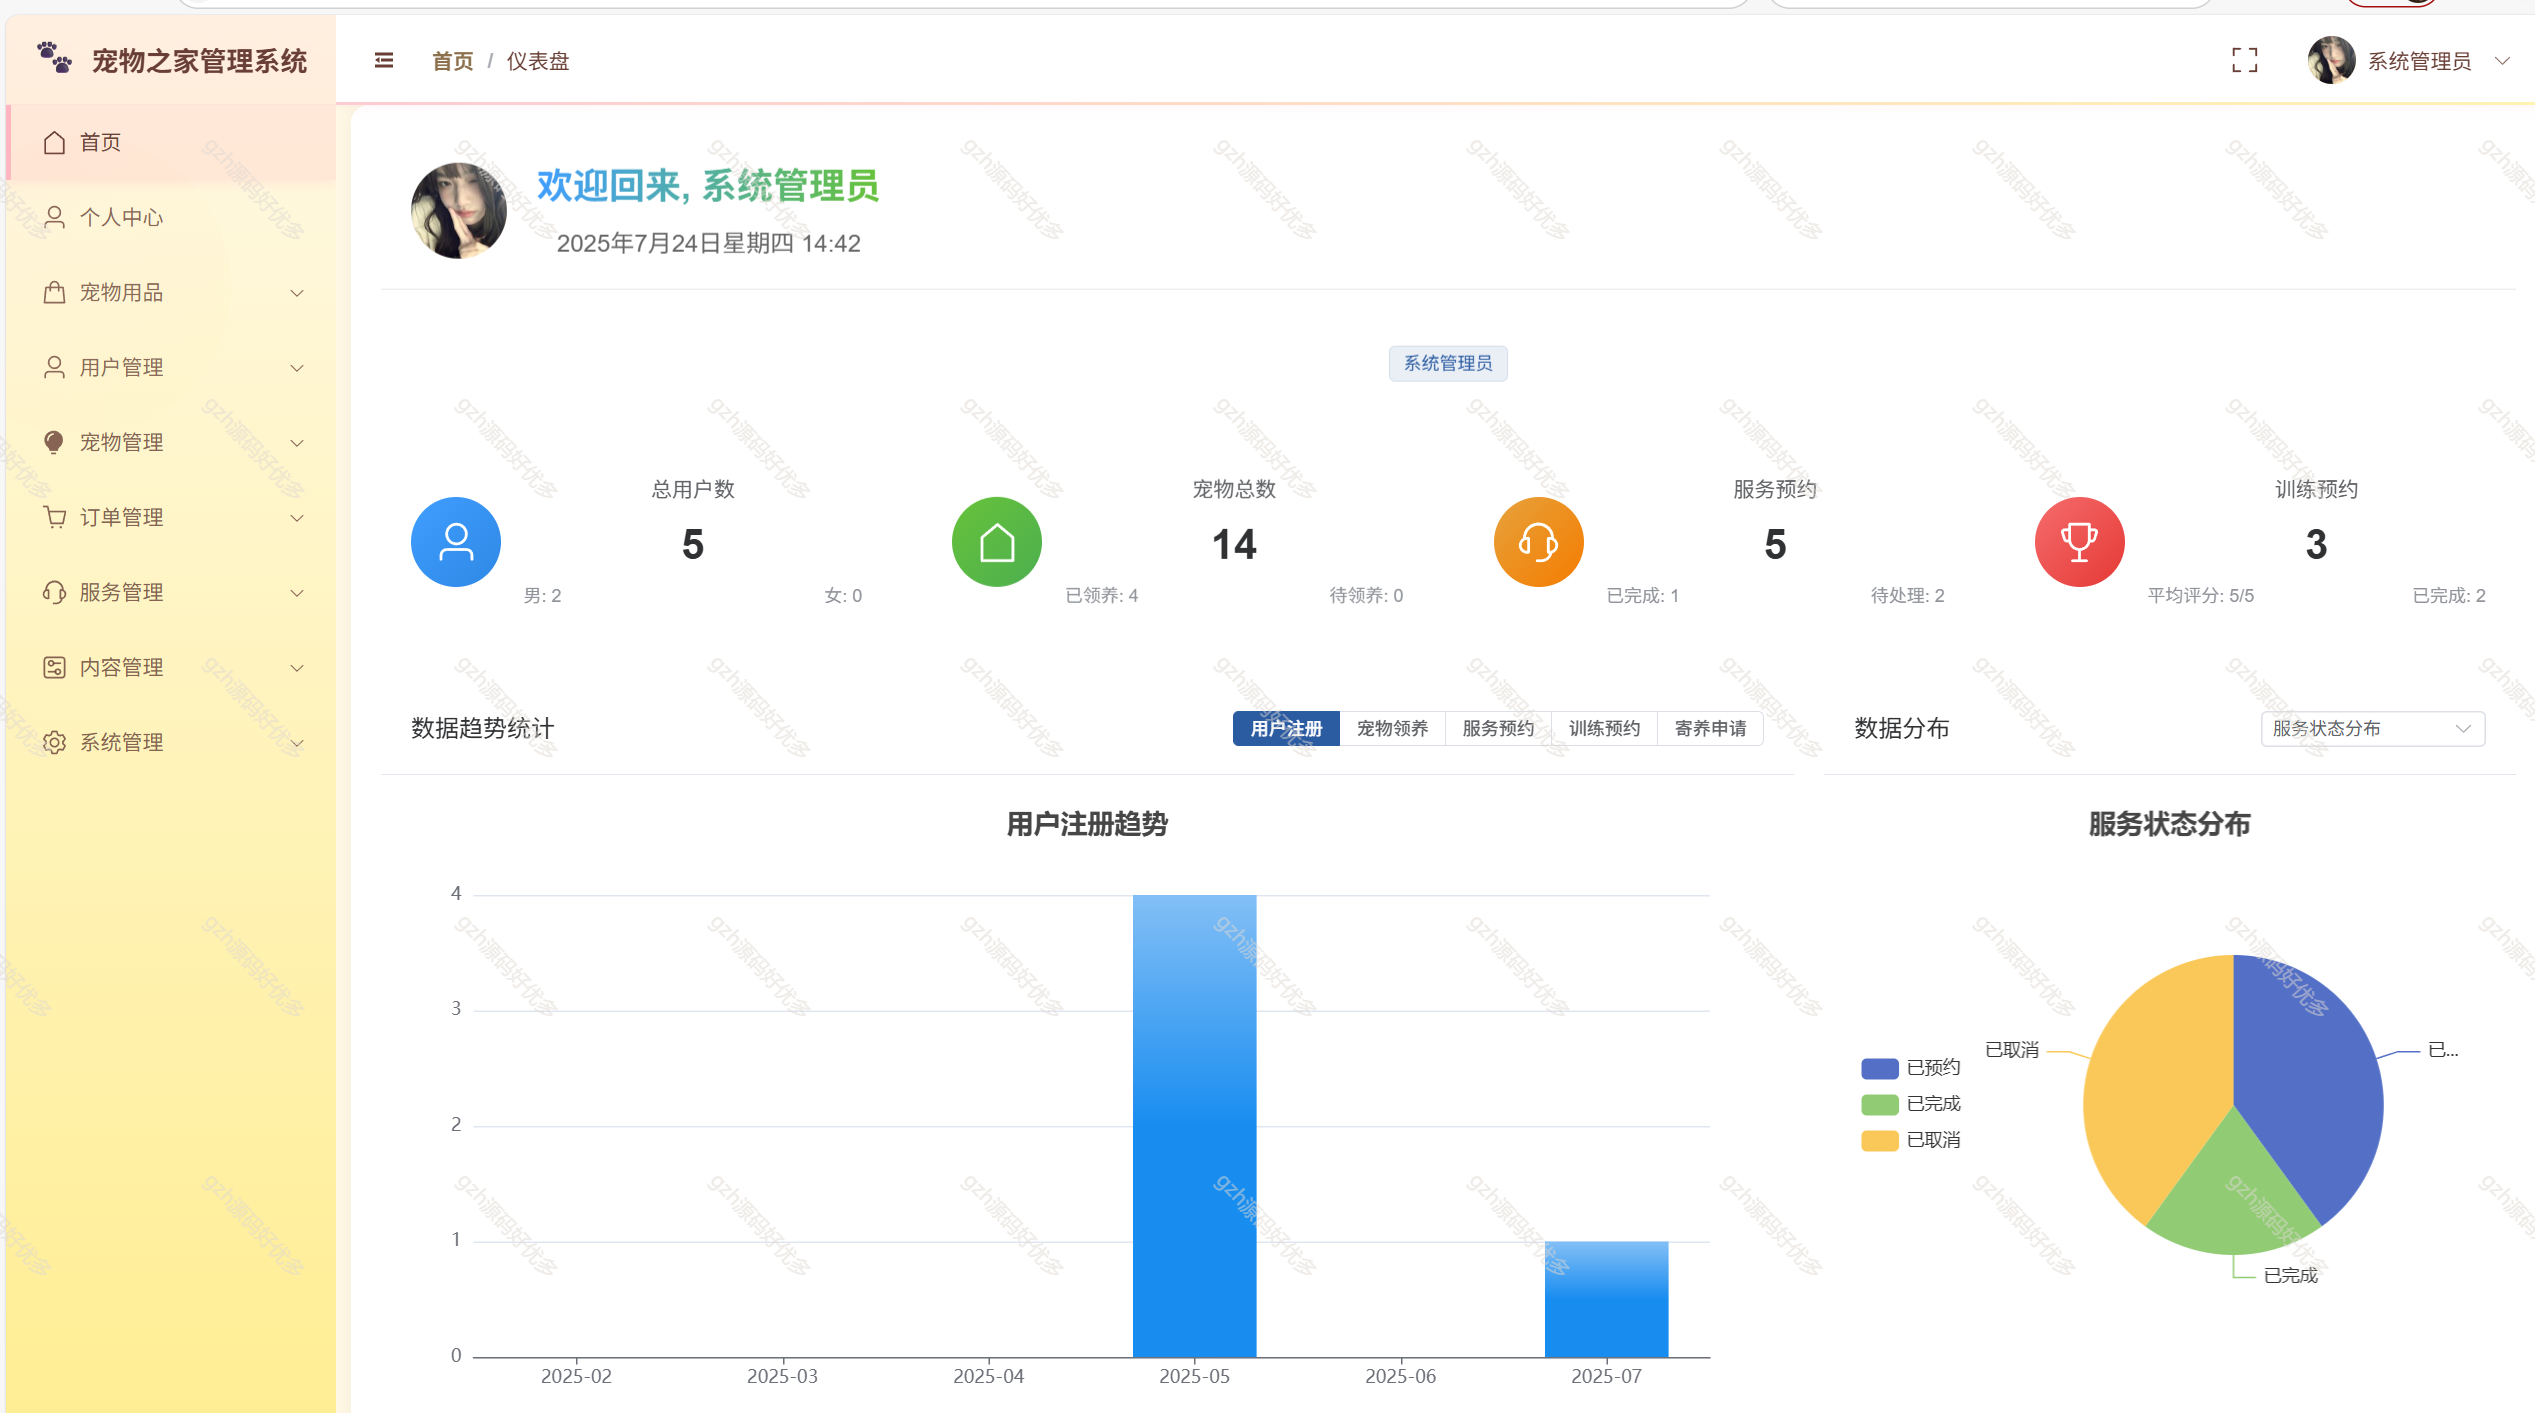 宠物之家管理系统
首页 / 仪表盘
系统管理员
首页
个人中心
宠物用品
用户管理
宠物管理
订单管理
服务管理
内容管理
系统管理
欢迎回来, 系统管理员
2025年7月24日星期四 14:42
系统管理员
总用户数
5
男: 2
女: 0
宠物总数
14
已领养: 4
待领养: 0
服务预约
5
已完成: 1
待处理: 2
训练预约
3
平均评分: 5/5
已完成: 2
数据趋势统计
用户注册
宠物领养
服务预约
训练预约
寄养申请
用户注册趋势
4
3
2
1
0
2025-02
2025-03
2025-04
2025-05
2025-06
2025-07
数据分布
服务状态分布
服务状态分布
已预约
已完成
已取消
已取消
已...
已完成
gzh源码好优多